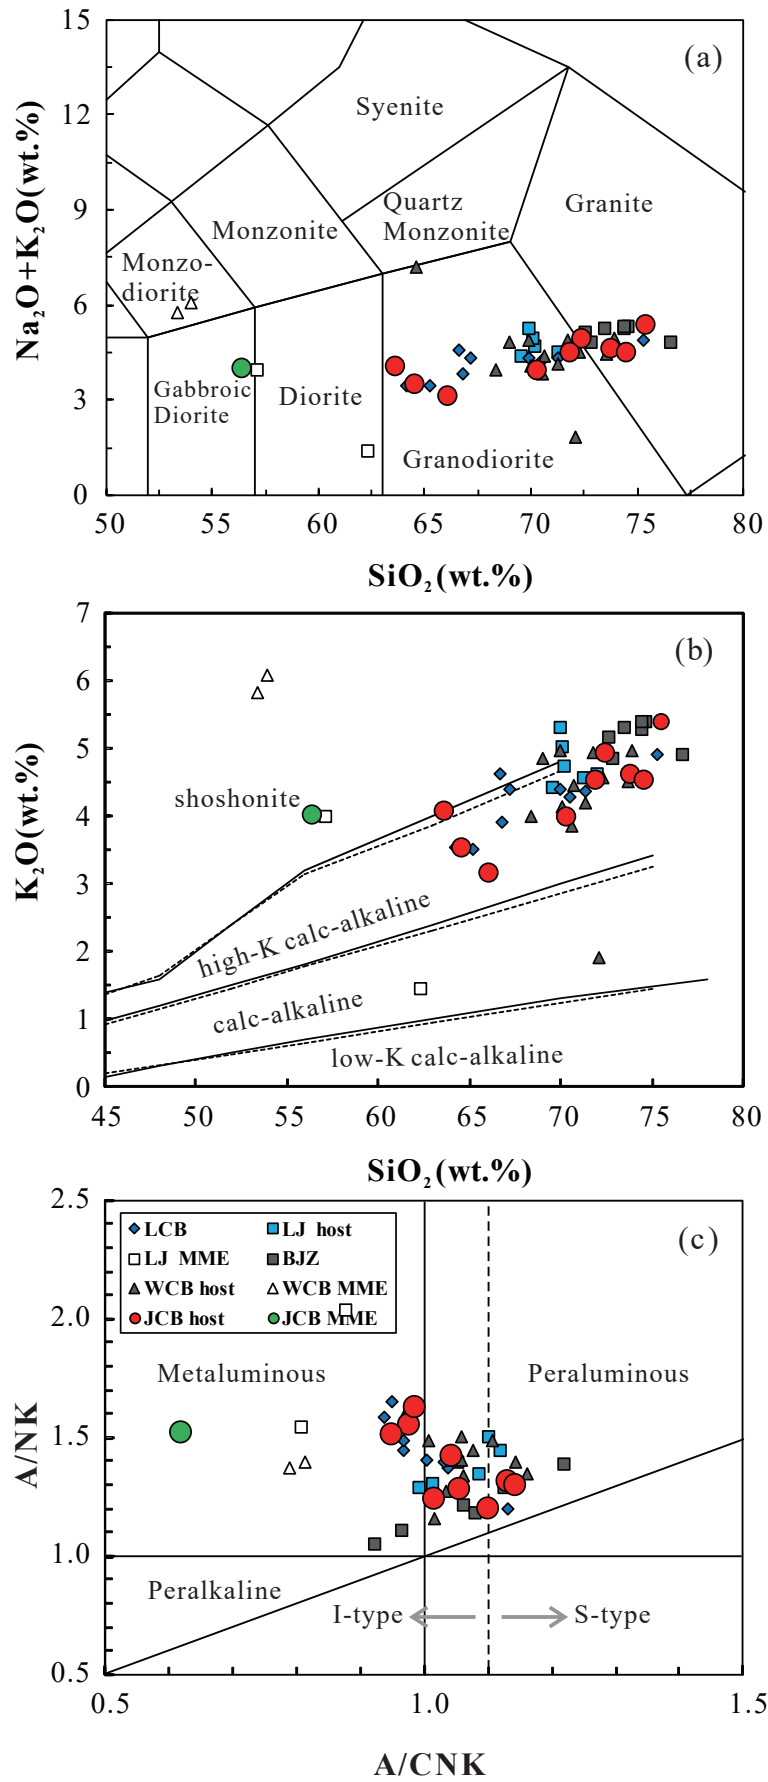 15
12
9
6
3
0
(a)
Syenite
Quartz
Monzonite
Granite
Monzonite
Monzo-
diorite
Gabbroic
Diorite
Diorite
Granodiorite
Na2O+K2O(wt.%)
50 55 60 65 70 75 80
SiO2(wt.%)
7
6
5
4
3
2
1
0
(b)
shoshonite
high-K calc-alkaline
calc-alkaline
low-K calc-alkaline
K2O(wt.%)
45 50 55 60 65 70 75 80
SiO2(wt.%)
2.5
2.0
1.5
1.0
0.5
(c)
LCB LJ host
LJ MME BJZ
WCB host WCB MME
JCB host JCB MME
Metaluminous
Peraluminous
Peralkaline
I-type S-type
A/NK
0.5 1.0 1.5
A/CNK